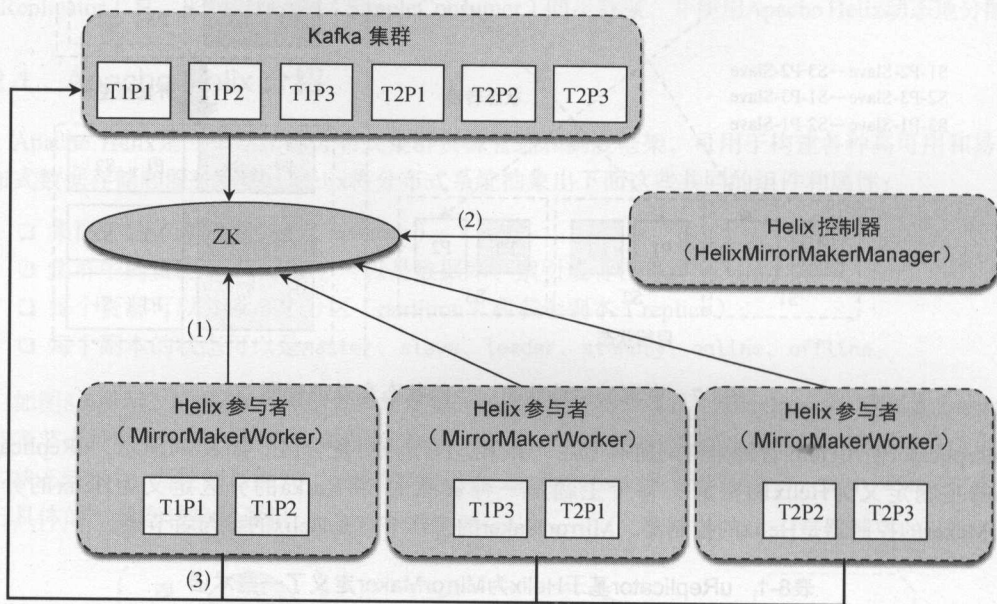 Kafka 集群
T1P1 T1P2 T1P3 T2P1 T2P2 T2P3
ZK
(2)
Helix 控制器
（HelixMirrorMakerManager）
(1)
Helix 参与者
（MirrorMakerWorker）
T1P1 T1P2
Helix 参与者
（MirrorMakerWorker）
T1P3 T2P1
Helix 参与者
（MirrorMakerWorker）
T2P2 T2P3
(3)